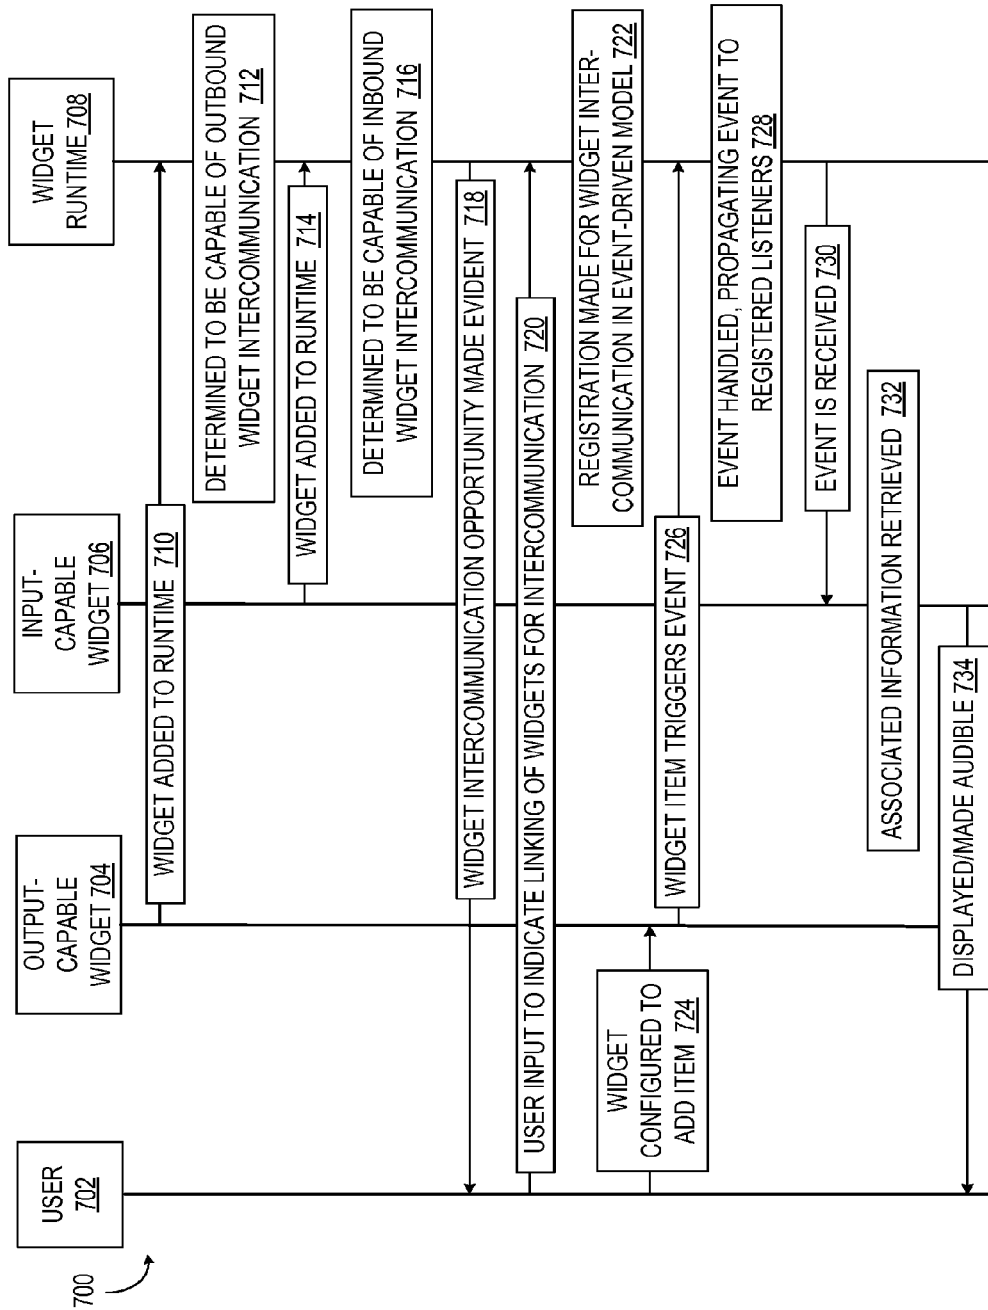 700
USER
702
OUTPUT-
CAPABLE
WIDGET 704
INPUT-
CAPABLE
WIDGET 706
WIDGET
RUNTIME 708
WIDGET ADDED TO RUNTIME 710
DETERMINED TO BE CAPABLE OF OUTBOUND
WIDGET INTERCOMMUNICATION 712
WIDGET ADDED TO RUNTIME 714
DETERMINED TO BE CAPABLE OF INBOUND
WIDGET INTERCOMMUNICATION 716
WIDGET INTERCOMMUNICATION OPPORTUNITY MADE EVIDENT 718
USER INPUT TO INDICATE LINKING OF WIDGETS FOR INTERCOMMUNICATION 720
REGISTRATION MADE FOR WIDGET INTER-
COMMUNICATION IN EVENT-DRIVEN MODEL 722
WIDGET
CONFIGURED TO
ADD ITEM 724
WIDGET ITEM TRIGGERS EVENT 726
EVENT HANDLED, PROPAGATING EVENT TO
REGISTERED LISTENERS 728
EVENT IS RECEIVED 730
ASSOCIATED INFORMATION RETRIEVED 732
DISPLAYED/MADE AUDIBLE 734